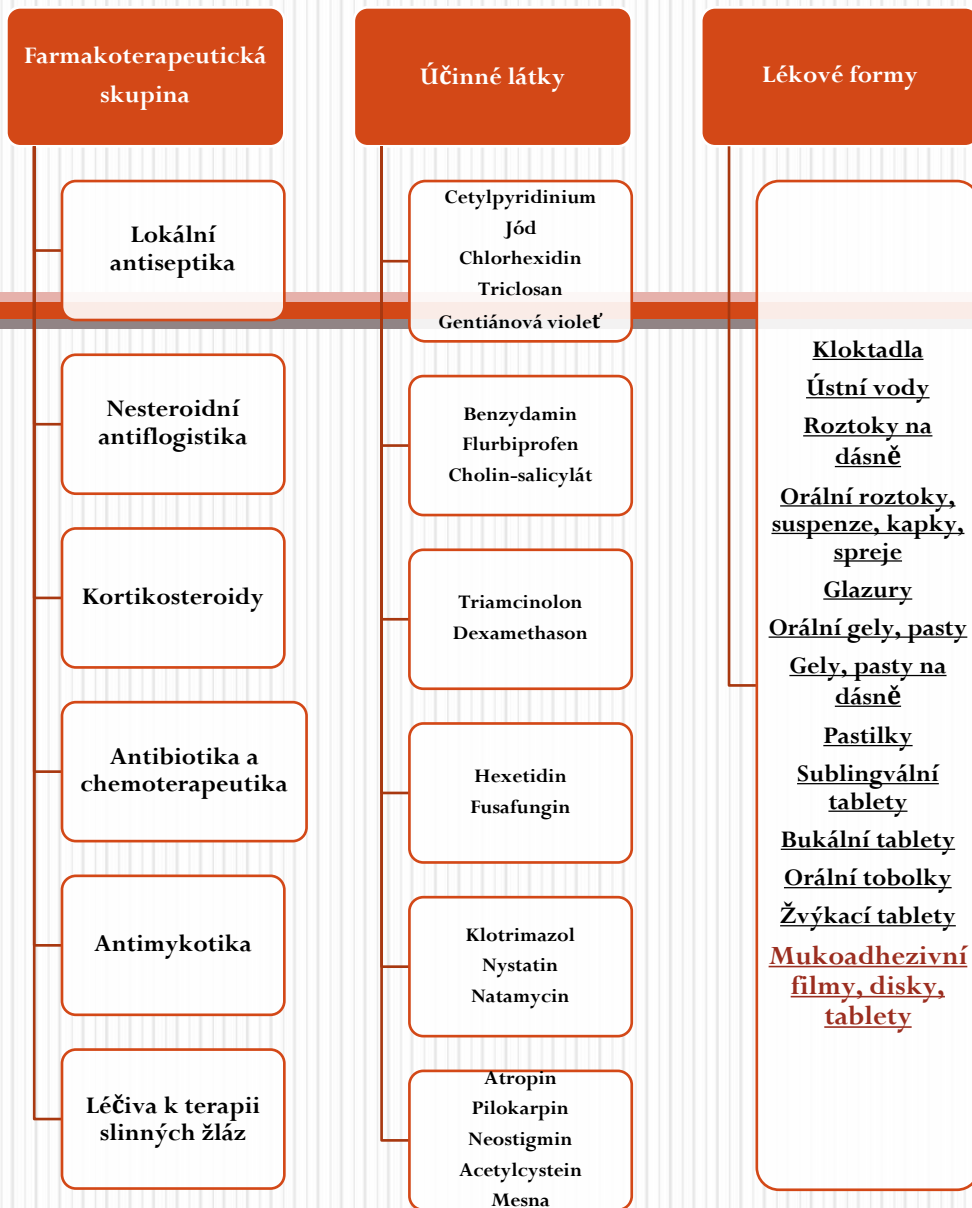 Farmakoterapeutická
skupina
Lokální
antiseptika
Nesteroidní
antiflogistika
Kortikosteroidy
Antibiotika a
chemoterapeutika
Antimykotika
Léčiva k terapii
slinných žláz
Účinné látky
Cetylpyridinium
Jód
Chlorhexidin
Triclosan
Gentiánová violeť
Benzydamin
Flurbiprofen
Cholin-salicylát
Triamcinolon
Dexamethason
Hexetidin
Fusafungin
Klotrimazol
Nystatin
Natamycin
Atropin
Pilokarpin
Neostigmin
Acetylcystein
Mesna
Lékové formy
Kloktadla
Ústní vody
Roztoky na
dásně
Orální roztoky,
suspenze, kapky,
spreje
Glazury
Orální gely, pasty
Gely, pasty na
dásně
Pastilky
Sublingvální
tablety
Bukální tablety
Orální tobolky
Žvýkací tablety
Mukoadhezivní
filmy, disky,
tablety